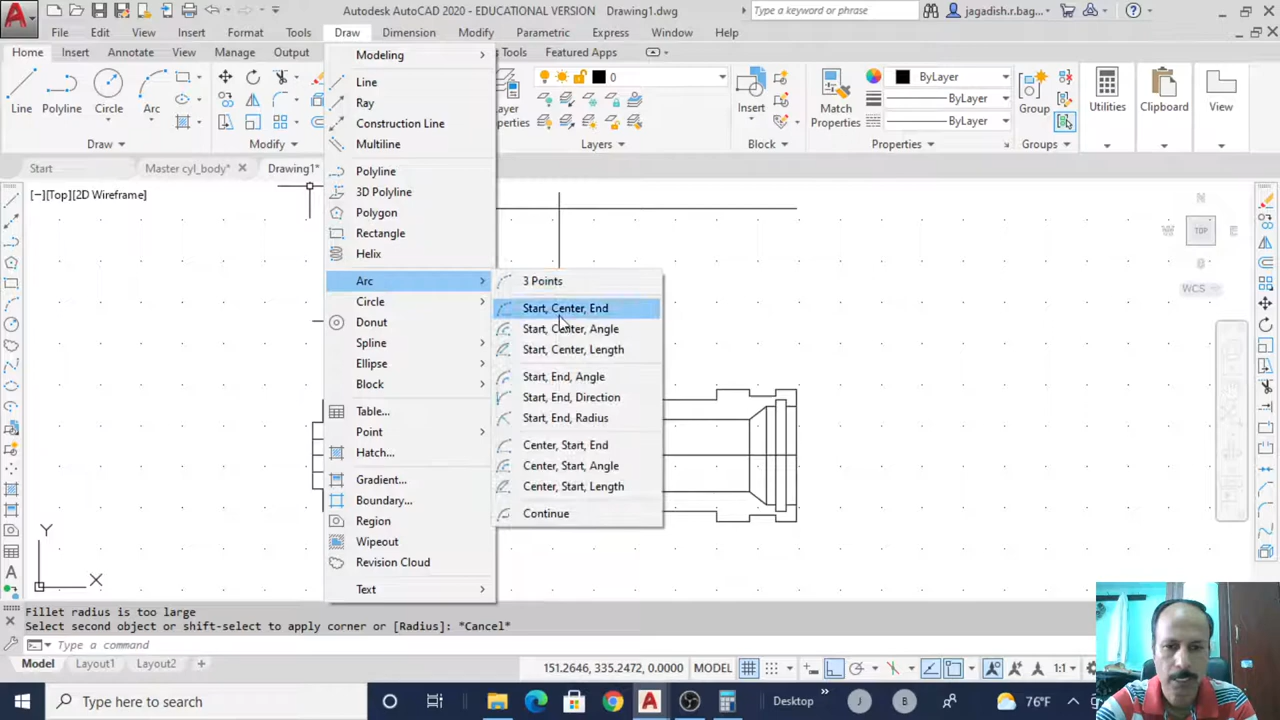 Autodesk AutoCAD 2020 - EDUCATIONAL VERSION Drawing1.dwg
Type a keyword or phrase
jagadish.r.bag...
File Edit View Insert Format Tools Draw Dimension Modify Parametric Express Window Help
Home Insert Annotate View Manage Output Tools Featured Apps
Line Polyline Circle Arc
Draw
Modify
Layer
Properties
0
Layers
Insert
Block
Match
Properties
ByLayer
ByLayer
ByLayer
Properties
Group
Groups
Utilities
Clipboard
View
Start Master cyl_body* Drawing1*
[−][Top][2D Wireframe]
Modeling
Line
Ray
Construction Line
Multiline
Polyline
3D Polyline
Polygon
Rectangle
Helix
Arc
Circle
Donut
Spline
Ellipse
Block
Table...
Point
Hatch...
Gradient...
Boundary...
Region
Wipeout
Revision Cloud
Text
3 Points
Start, Center, End
Start, Center, Angle
Start, Center, Length
Start, End, Angle
Start, End, Direction
Start, End, Radius
Center, Start, End
Center, Start, Angle
Center, Start, Length
Continue
N
W TOP E
WCS
Y
X
Fillet radius is too large
Select second object or shift-select to apply corner or [Radius]: *Cancel*
Type a command
Model Layout1 Layout2 +
151.2646, 335.2472, 0.0000 MODEL 1:1
Type here to search
Desktop
J
B
76°F